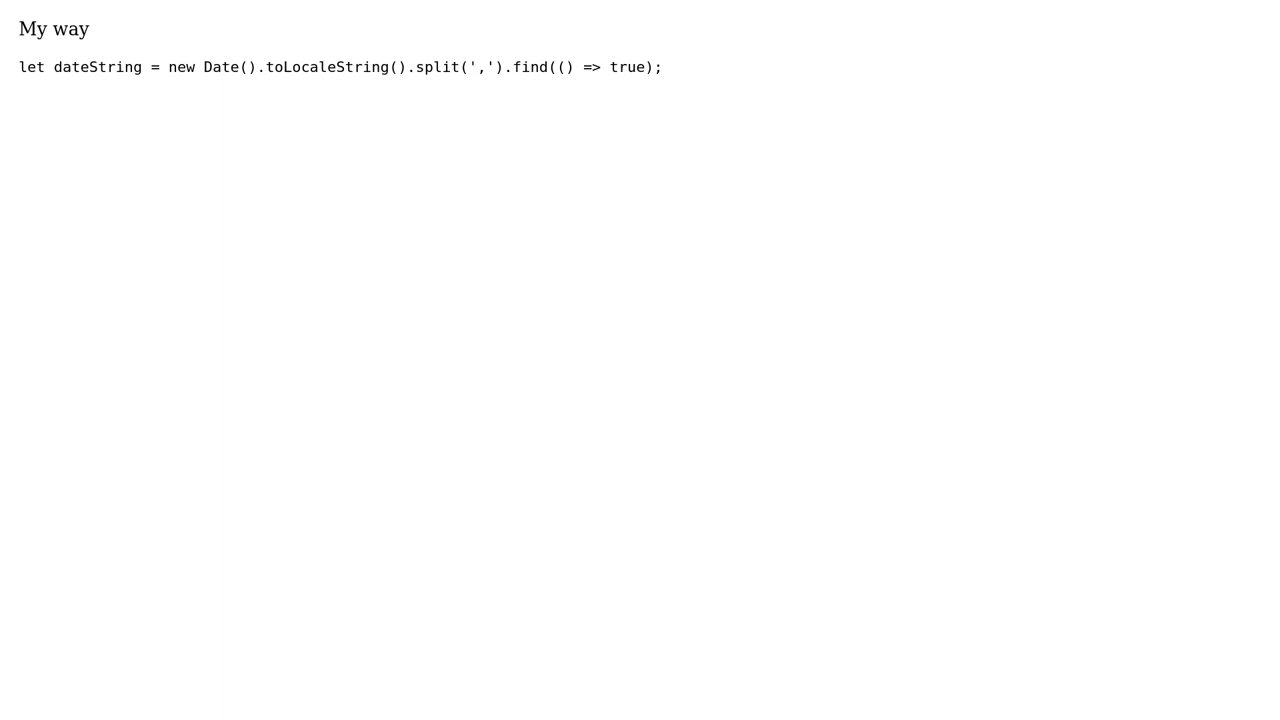 My way
let dateString = new Date().toLocaleString().split(',').find(() => true);